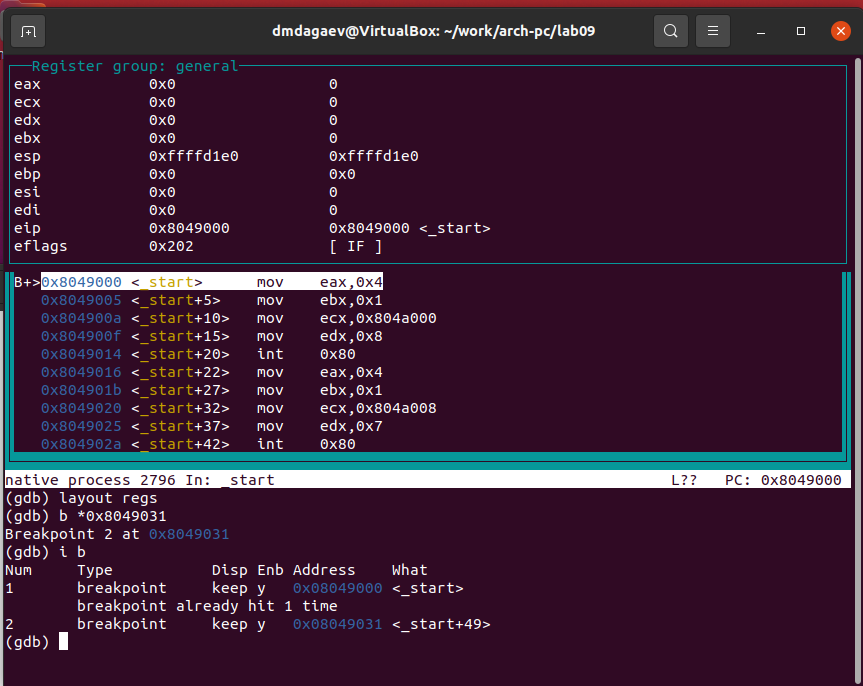 dmdagaev@VirtualBox: ~/work/arch-pc/lab09
Register group: general
eax 0x0 0
ecx 0x0 0
edx 0x0 0
ebx 0x0 0
esp 0xffffd1e0 0xffffd1e0
ebp 0x0 0x0
esi 0x0 0
edi 0x0 0
eip 0x8049000 0x8049000 <_start>
eflags 0x202 [ IF ]
B+>0x8049000 <_start> mov eax,0x4
0x8049005 <_start+5> mov ebx,0x1
0x804900a <_start+10> mov ecx,0x804a000
0x804900f <_start+15> mov edx,0x8
0x8049014 <_start+20> int 0x80
0x8049016 <_start+22> mov eax,0x4
0x804901b <_start+27> mov ebx,0x1
0x8049020 <_start+32> mov ecx,0x804a008
0x8049025 <_start+37> mov edx,0x7
0x804902a <_start+42> int 0x80
native process 2796 In: _start L?? PC: 0x8049000
(gdb) layout regs
(gdb) b *0x8049031
Breakpoint 2 at 0x8049031
(gdb) i b
Num Type Disp Enb Address What
1 breakpoint keep y 0x08049000 <_start>
breakpoint already hit 1 time
2 breakpoint keep y 0x08049031 <_start+49>
(gdb)